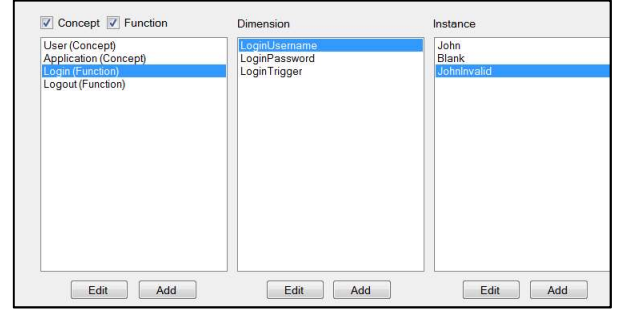 Concept Function
User (Concept)
Application (Concept)
Login (Function)
Logout (Function)
Edit Add
Dimension
LoginUsername
LoginPassword
LoginTrigger
Edit Add
Instance
John
Blank
JohnInvalid
Edit Add